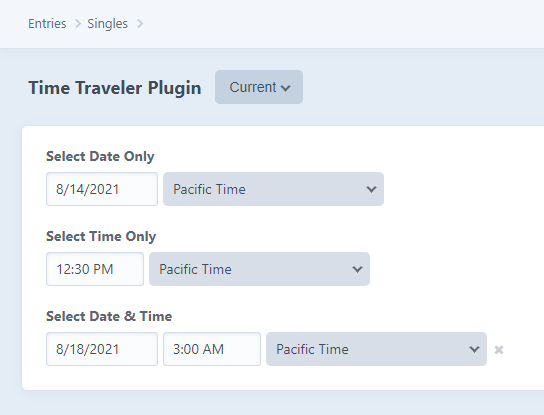 Entries Singles
Time Traveler Plugin Current
Select Date Only
8/14/2021 Pacific Time
Select Time Only
12:30 PM Pacific Time
Select Date & Time
8/18/2021 3:00 AM Pacific Time